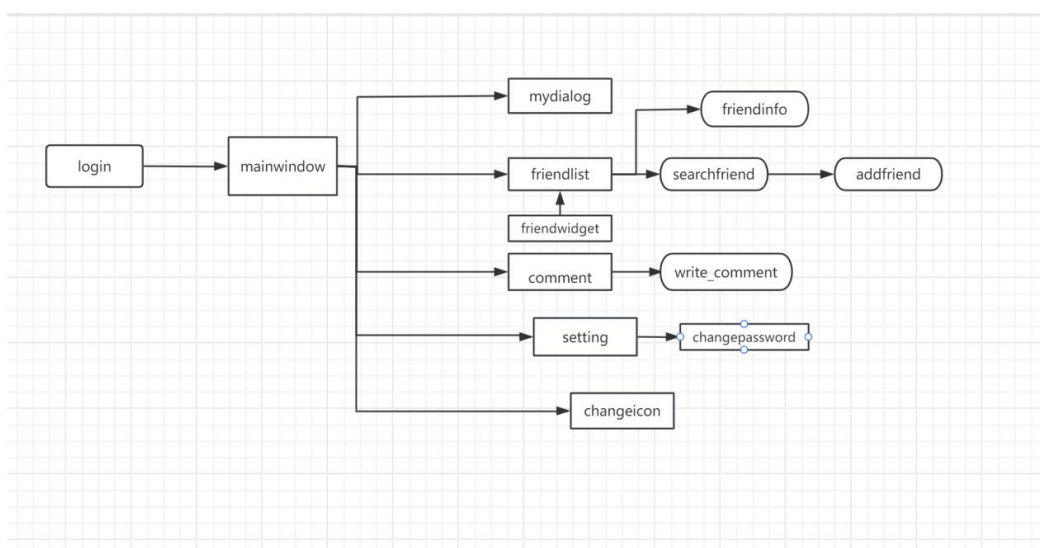 mydialog
friendinfo
login
mainwindow
friendlist
searchfriend
addfriend
friendwidget
comment
write_comment
setting
changepassword
changeicon